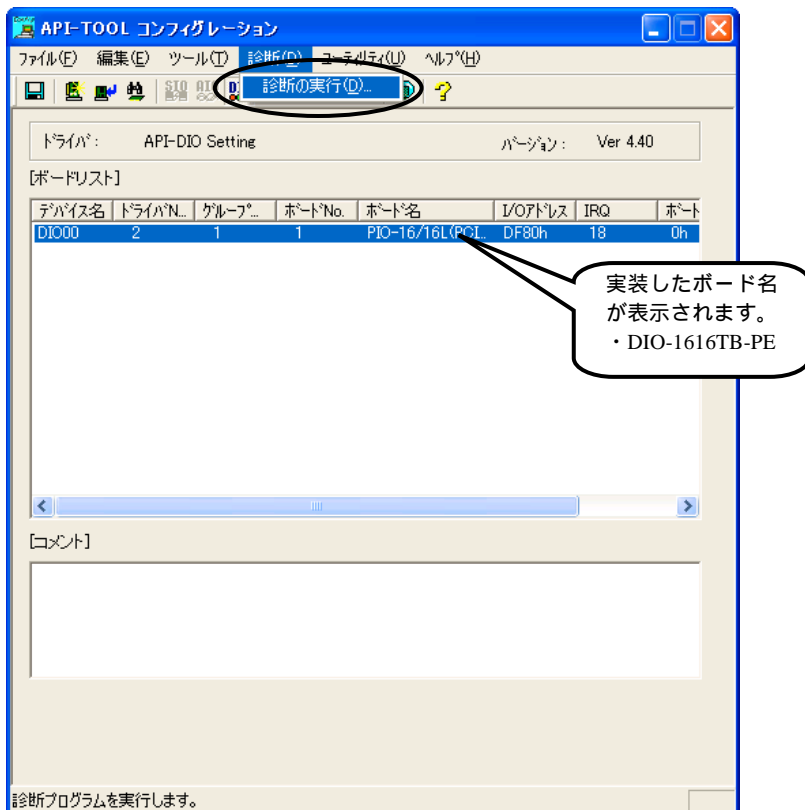 API-TOOL コンフィグレーション
ファイル(F) 編集(E) ツール(T) 診断(D) ユーティリティ(U) ヘルプ(H)
診断の実行(D)...
ドライバ: API-DIO Setting バージョン: Ver 4.40
[ボードリスト]
デバイス名 ドライバN... グループ... ボードNo. ボード名 I/Oアドレス IRQ ボート
DIO00 2 1 1 PIO-16/16L(PCI... DF80h 18 0h
実装したボード名
が表示されます。
・DIO-1616TB-PE
[コメント]
診断プログラムを実行します。